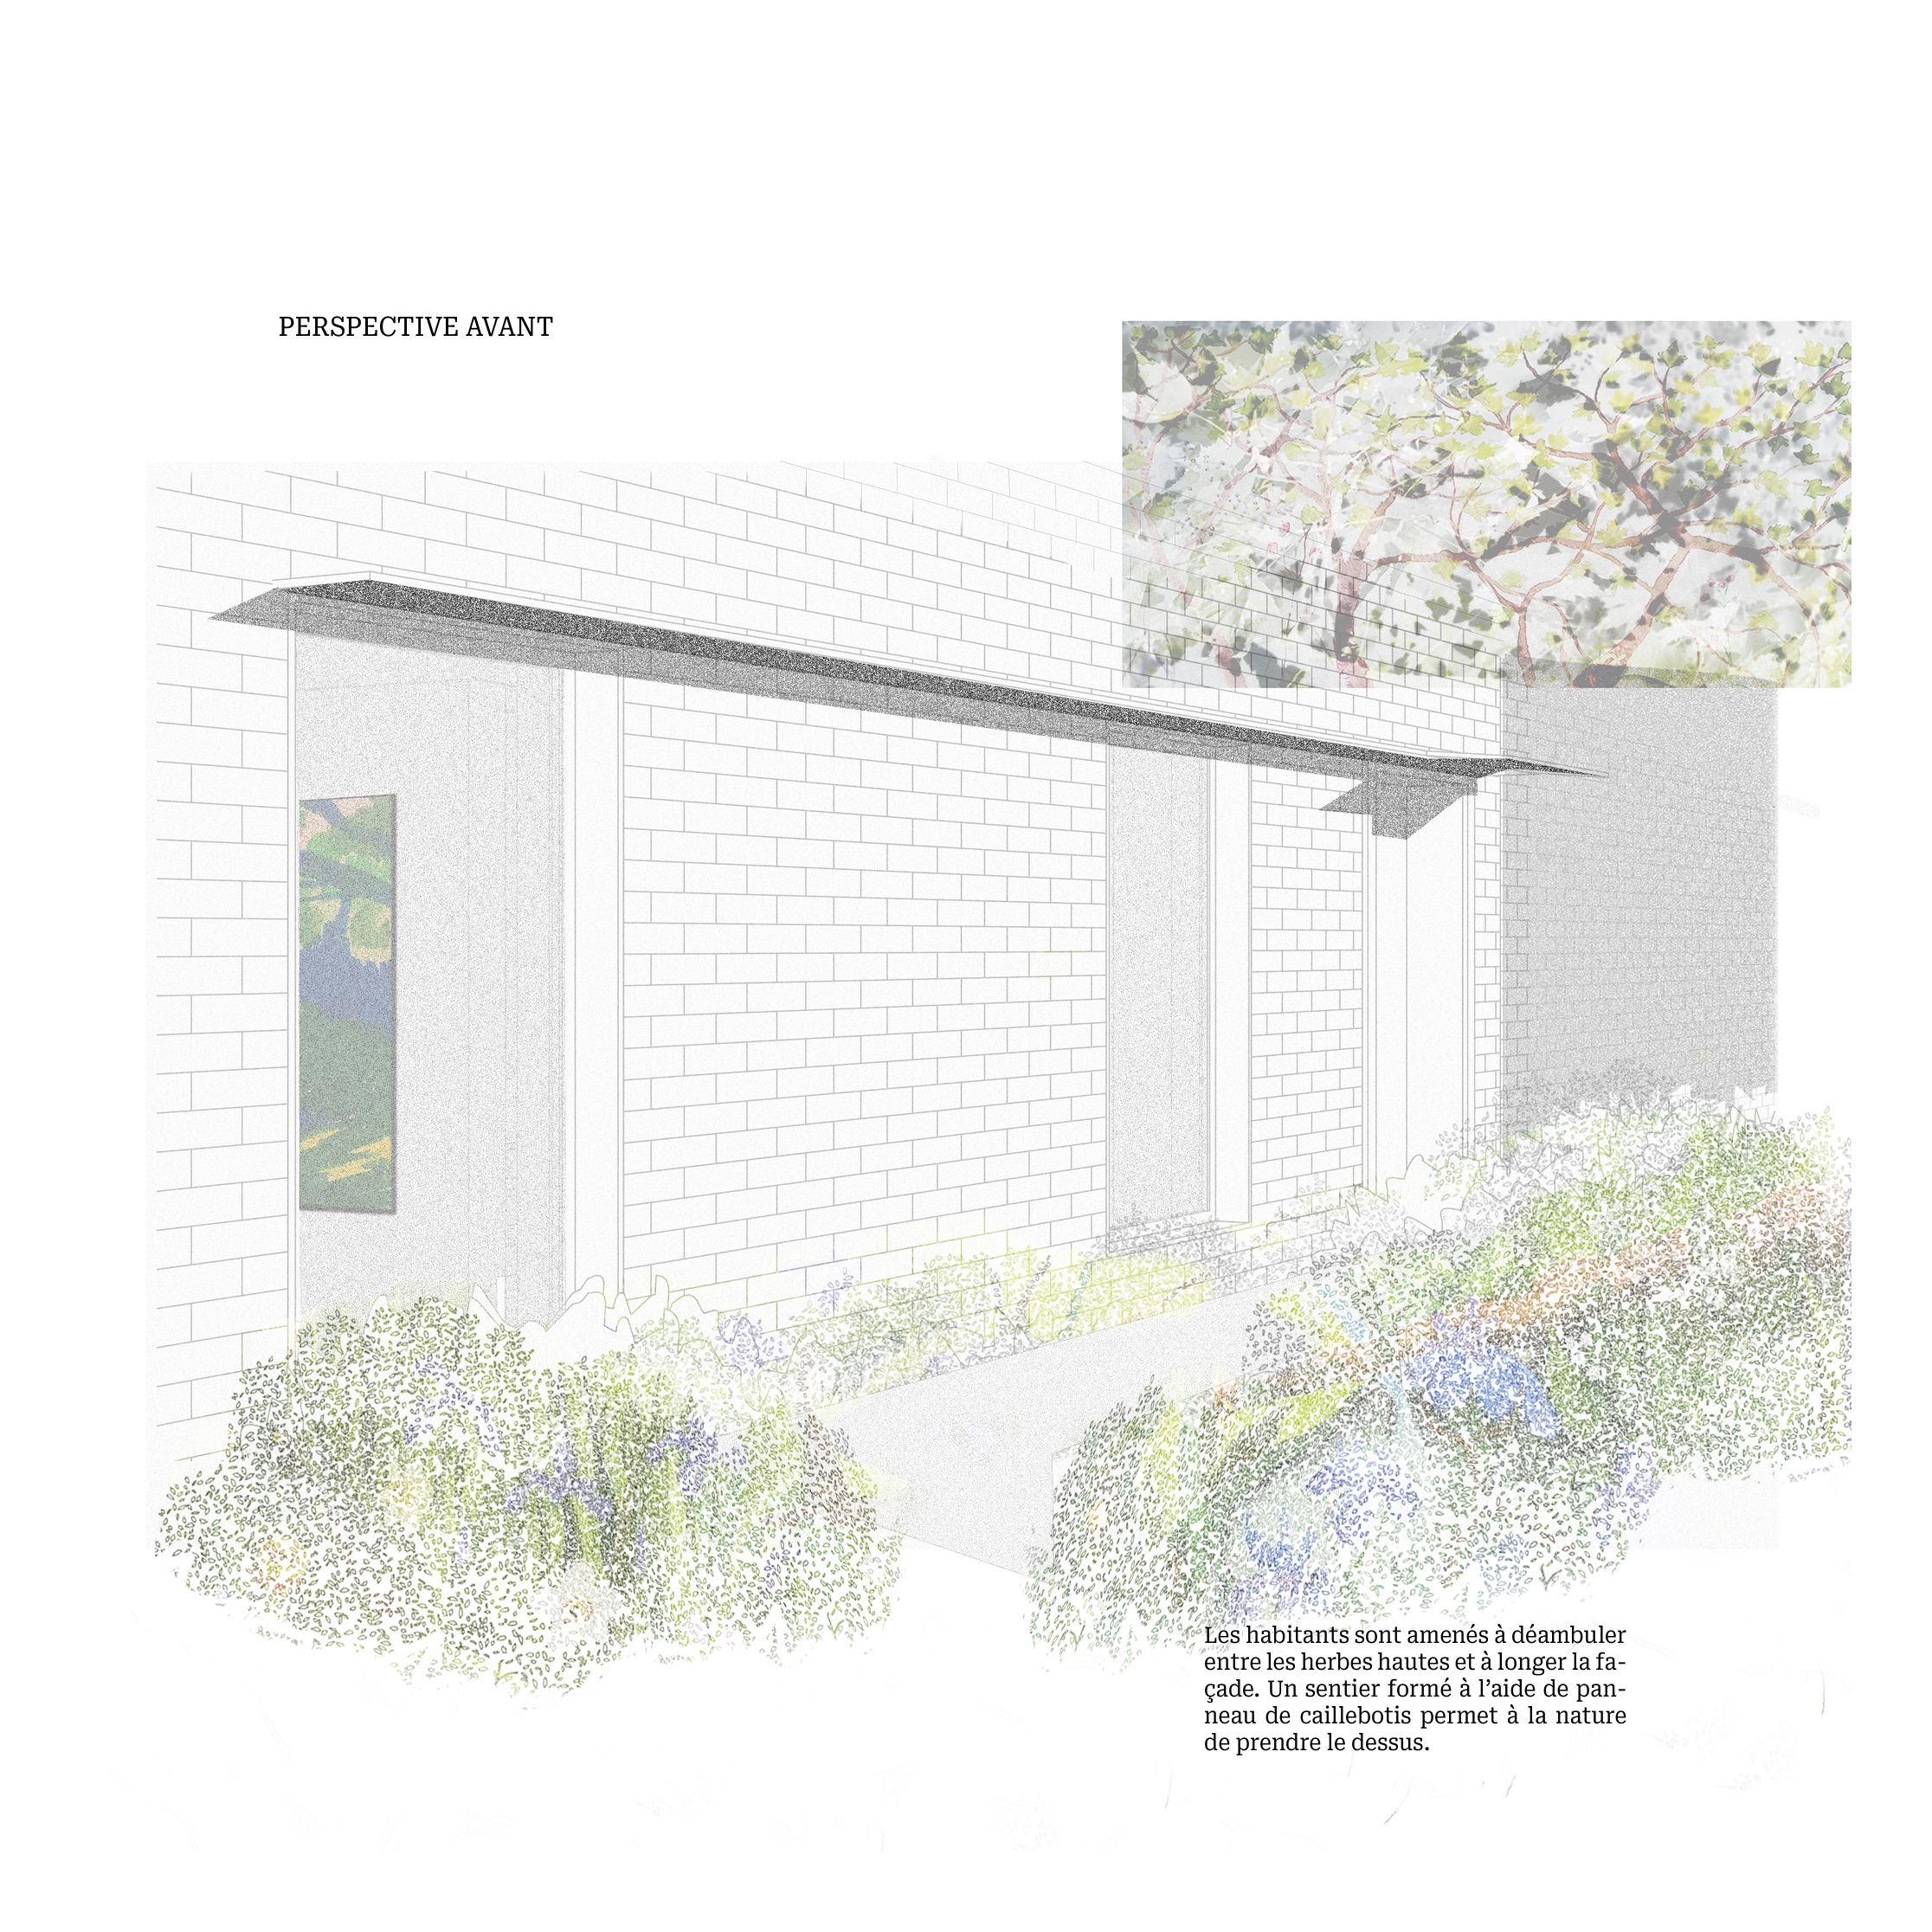 PERSPECTIVE AVANT
Les habitants sont amenés à déambuler
entre les herbes hautes et à longer la fa-
çade. Un sentier formé à l’aide de pan-
neau de caillebotis permet à la nature
de prendre le dessus.